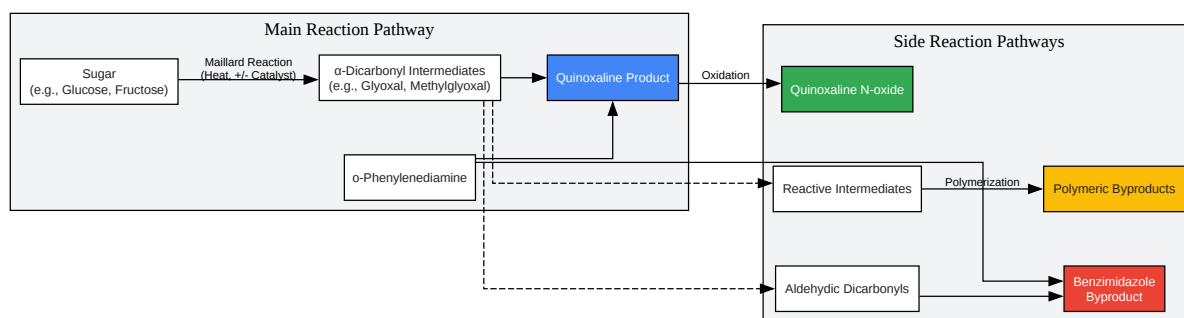 Main Reaction Pathway
Side Reaction Pathways
Sugar
(e.g., Glucose, Fructose)
Maillard Reaction
(Heat, +/- Catalyst)
α-Dicarbonyl Intermediates
(e.g., Glyoxal, Methylglyoxal)
Quinoxaline Product
Oxidation
Quinoxaline N-oxide
o-Phenylenediamine
Reactive Intermediates
Polymerization
Polymeric Byproducts
Aldehydic Dicarbonyls
Benzimidazole
Byproduct